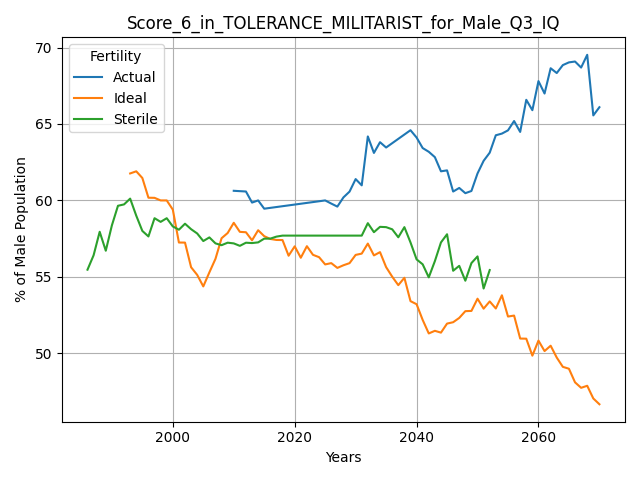 Score_6_in_TOLERANCE_MILITARIST_for_Male_Q3_IQ
Fertility
Actual
Ideal
Sterile
% of Male Population
70
65
60
55
50
2000
2020
2040
2060
Years